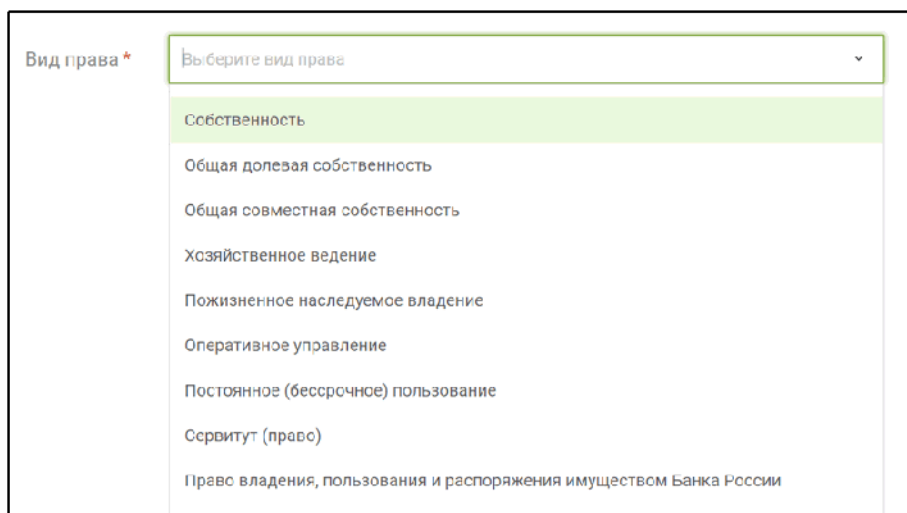 Вид права *
Выберите вид права
Собственность
Общая долевая собственность
Общая совместная собственность
Хозяйственное ведение
Пожизненное наследуемое владение
Оперативное управление
Постоянное (бессрочное) пользование
Сервитут (право)
Право владения, пользования и распоряжения имуществом Банка России